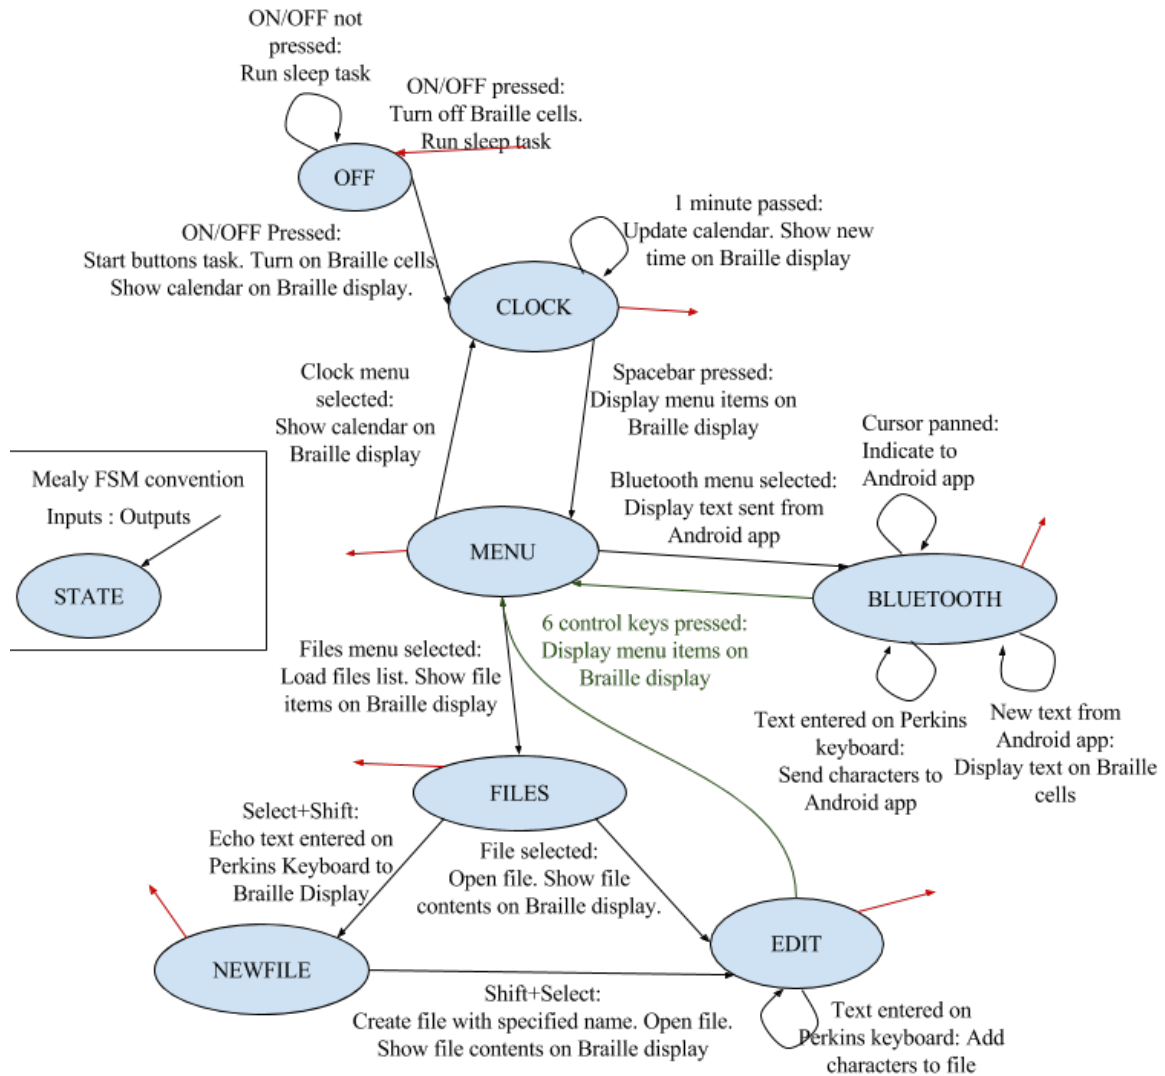 ON/OFF not
pressed:
Run sleep task
ON/OFF pressed:
Turn off Braille cells.
Run sleep task
OFF
ON/OFF Pressed:
Start buttons task. Turn on Braille cells.
Show calendar on Braille display.
1 minute passed:
Update calendar. Show new
time on Braille display
CLOCK
Clock menu
selected:
Show calendar on
Braille display
Spacebar pressed:
Display menu items on
Braille display
Cursor panned:
Indicate to
Android app
Mealy FSM convention
Inputs : Outputs
STATE
Bluetooth menu selected:
Display text sent from
Android app
MENU
BLUETOOTH
6 control keys pressed:
Display menu items on
Braille display
Files menu selected:
Load files list. Show file
items on Braille display
Text entered on Perkins
keyboard:
Send characters to
Android app
New text from
Android app:
Display text on Braille
cells
FILES
Select+Shift:
Echo text entered on
Perkins Keyboard to
Braille Display
File selected:
Open file. Show file
contents on Braille display.
EDIT
NEWFILE
Shift+Select:
Create file with specified name. Open file.
Show file contents on Braille display
Text entered on
Perkins keyboard: Add
characters to file